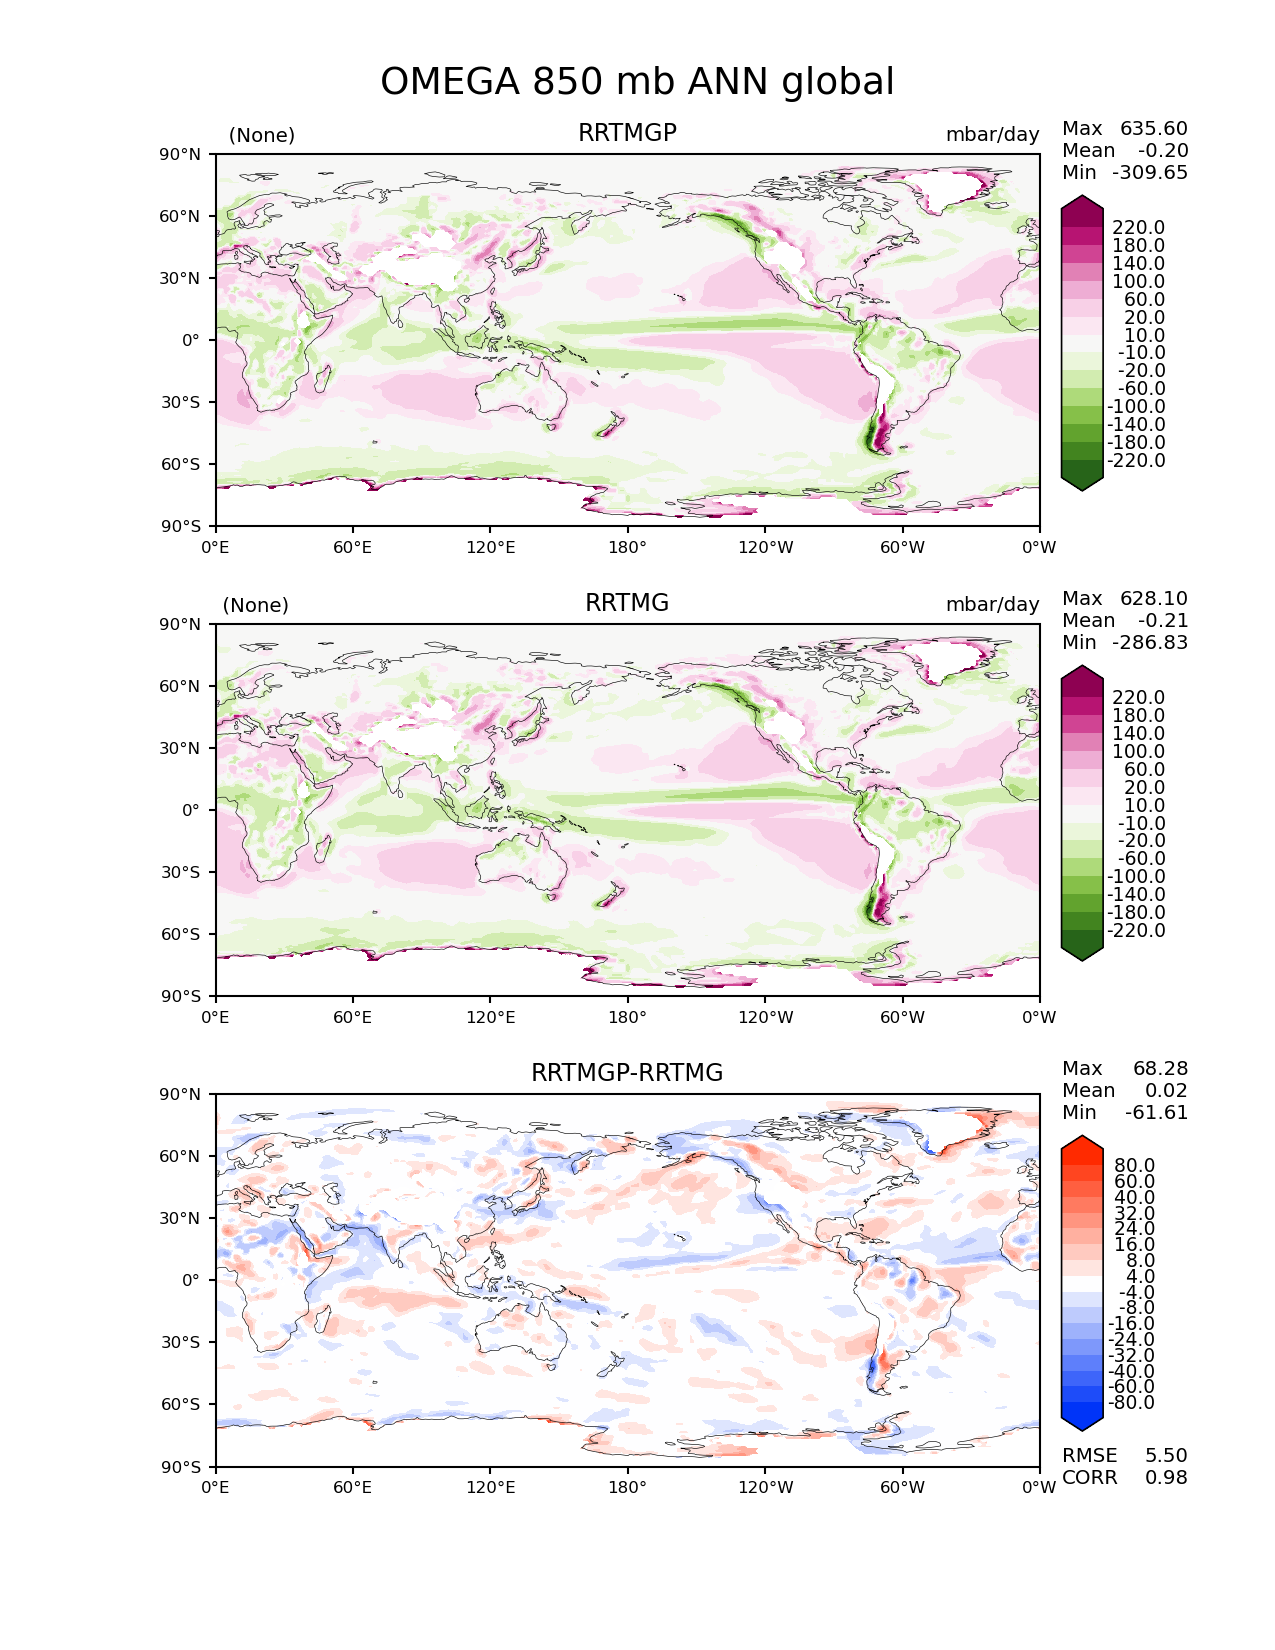 OMEGA 850 mb ANN global
(None) RRTMGP mbar/day
Max 635.60
Mean -0.20
Min -309.65
90°N
60°N
30°N
0°
30°S
60°S
90°S
0°E 60°E 120°E 180° 120°W 60°W 0°W
220.0
180.0
140.0
100.0
60.0
20.0
10.0
-10.0
-20.0
-60.0
-100.0
-140.0
-180.0
-220.0
(None) RRTMG mbar/day
Max 628.10
Mean -0.21
Min -286.83
90°N
60°N
30°N
0°
30°S
60°S
90°S
0°E 60°E 120°E 180° 120°W 60°W 0°W
220.0
180.0
140.0
100.0
60.0
20.0
10.0
-10.0
-20.0
-60.0
-100.0
-140.0
-180.0
-220.0
RRTMGP-RRTMG
Max 68.28
Mean 0.02
Min -61.61
90°N
60°N
30°N
0°
30°S
60°S
90°S
0°E 60°E 120°E 180° 120°W 60°W 0°W
80.0
60.0
40.0
32.0
24.0
16.0
8.0
4.0
-4.0
-8.0
-16.0
-24.0
-32.0
-40.0
-60.0
-80.0
RMSE 5.50
CORR 0.98